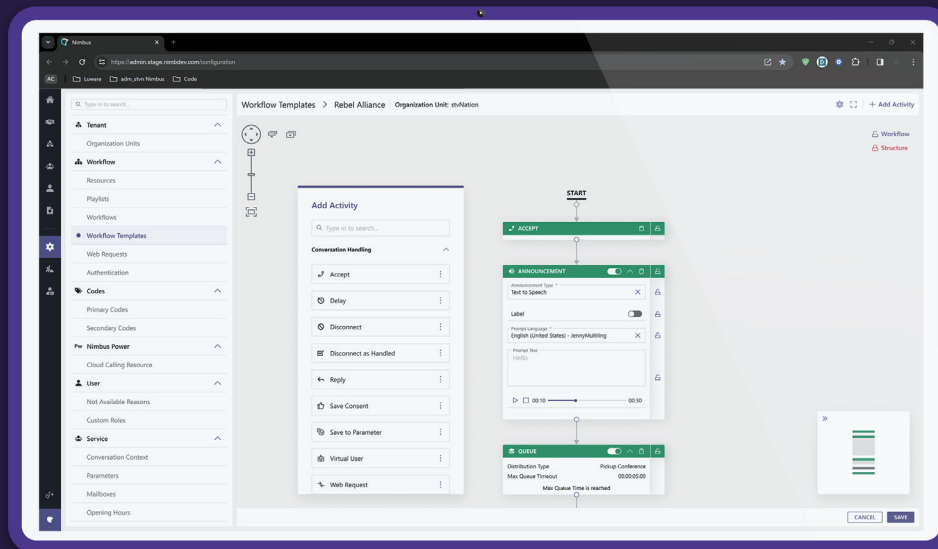 Nimbus
https://admin.stage.nimbdev.com/configuration
AC
Luware
adm_stvn Nimbus
Code
Type in to search...
Tenant
Organization Units
Workflow
Resources
Playlists
Workflows
Workflow Templates
Web Requests
Authentication
Codes
Primary Codes
Secondary Codes
Nimbus Power
Cloud Calling Resource
User
Not Available Reasons
Custom Roles
Service
Conversation Context
Parameters
Mailboxes
Opening Hours
Workflow Templates > Rebel Alliance Organization Unit: stvNation
+ Add Activity
Workflow
Structure
Add Activity
Type in to search...
Conversation Handling
Accept
Delay
Disconnect
Disconnect as Handled
Reply
Save Consent
Save to Parameter
Virtual User
Web Request
START
ACCEPT
ANNOUNCEMENT
Announcement Type *
Text to Speech
Label
Prompt Language *
English (United States) - JennyMultiling
Prompt Text
Hello
00:10
00:30
QUEUE
Distribution Type Pickup Conference
Max Queue Timeout 00:00:05:00
Max Queue Time is reached
CANCEL
SAVE